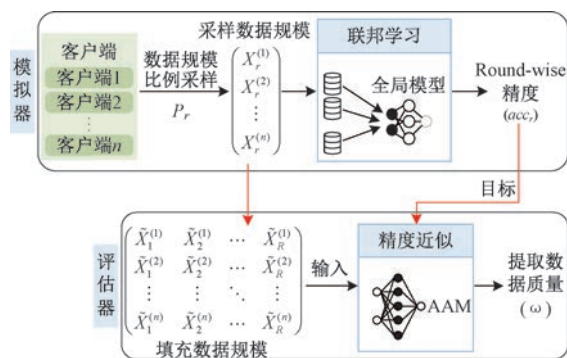 模拟器
客户端
客户端1
客户端2
⋮
客户端n
数据规模
比例采样
P_r
采样数据规模
X_r^(1)
X_r^(2)
⋮
X_r^(n)
联邦学习
全局模型
Round-wise
精度
(acc_r)
目标
评估器
X̃_1^(1) X̃_2^(1) ⋯ X̃_R^(1)
X̃_1^(2) X̃_2^(2) ⋯ X̃_R^(2)
⋮ ⋮ ⋱ ⋮
X̃_1^(n) X̃_2^(n) ⋯ X̃_R^(n)
填充数据规模
输入
精度近似
AAM
提取数
据质量
(ω)